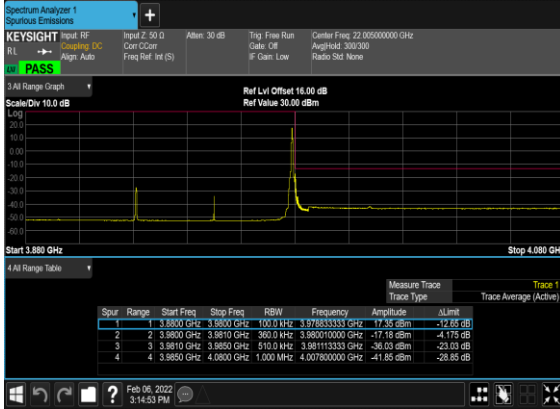 Spectrum Analyzer 1
Spurious Emissions
+
KEYSIGHT Input: RF Input Z: 50 Ω Atten: 30 dB Trig: Free Run Center Freq: 22.005000000 GHz
RL Coupling: DC Corr CCorr Gate: Off Avg|Hold: 300/300
Align: Auto Freq Ref: Int (S) IF Gain: Low Radio Std: None
PASS
3 All Range Graph
Ref Lvl Offset 16.00 dB
Scale/Div 10.0 dB Ref Value 30.00 dBm
Log
20.0
10.0
0.00
-10.0
-20.0
-30.0
-40.0
-50.0
-60.0
Start 3.880 GHz Stop 4.080 GH
4 All Range Table
Measure Trace Trace 1
Trace Type Trace Average (Active)
Spur Range Start Freq Stop Freq RBW Frequency Amplitude ΔLimit
1 1 3.8800 GHz 3.9800 GHz 100.0 kHz 3.978833333 GHz 17.35 dBm -12.65 dB
2 2 3.9800 GHz 3.9810 GHz 360.0 kHz 3.980010000 GHz -17.18 dBm -4.175 dB
3 3 3.9810 GHz 3.9850 GHz 510.0 kHz 3.981113333 GHz -36.03 dBm -23.03 dB
4 4 3.9850 GHz 4.0800 GHz 1.000 MHz 4.007800000 GHz -41.85 dBm -28.85 dB
? Feb 06, 2022
3:14:53 PM